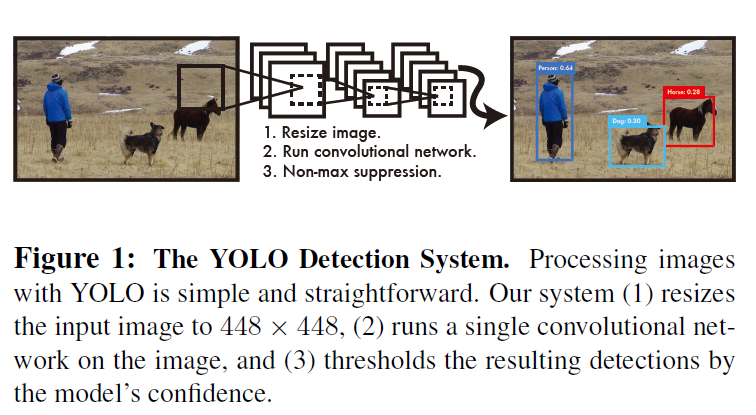 Person: 0.64
Horse: 0.28
Dog: 0.30
1. Resize image.
2. Run convolutional network.
3. Non-max suppression.
Figure 1: The YOLO Detection System. Processing images
with YOLO is simple and straightforward. Our system (1) resizes
the input image to 448 × 448, (2) runs a single convolutional net-
work on the image, and (3) thresholds the resulting detections by
the model’s confidence.